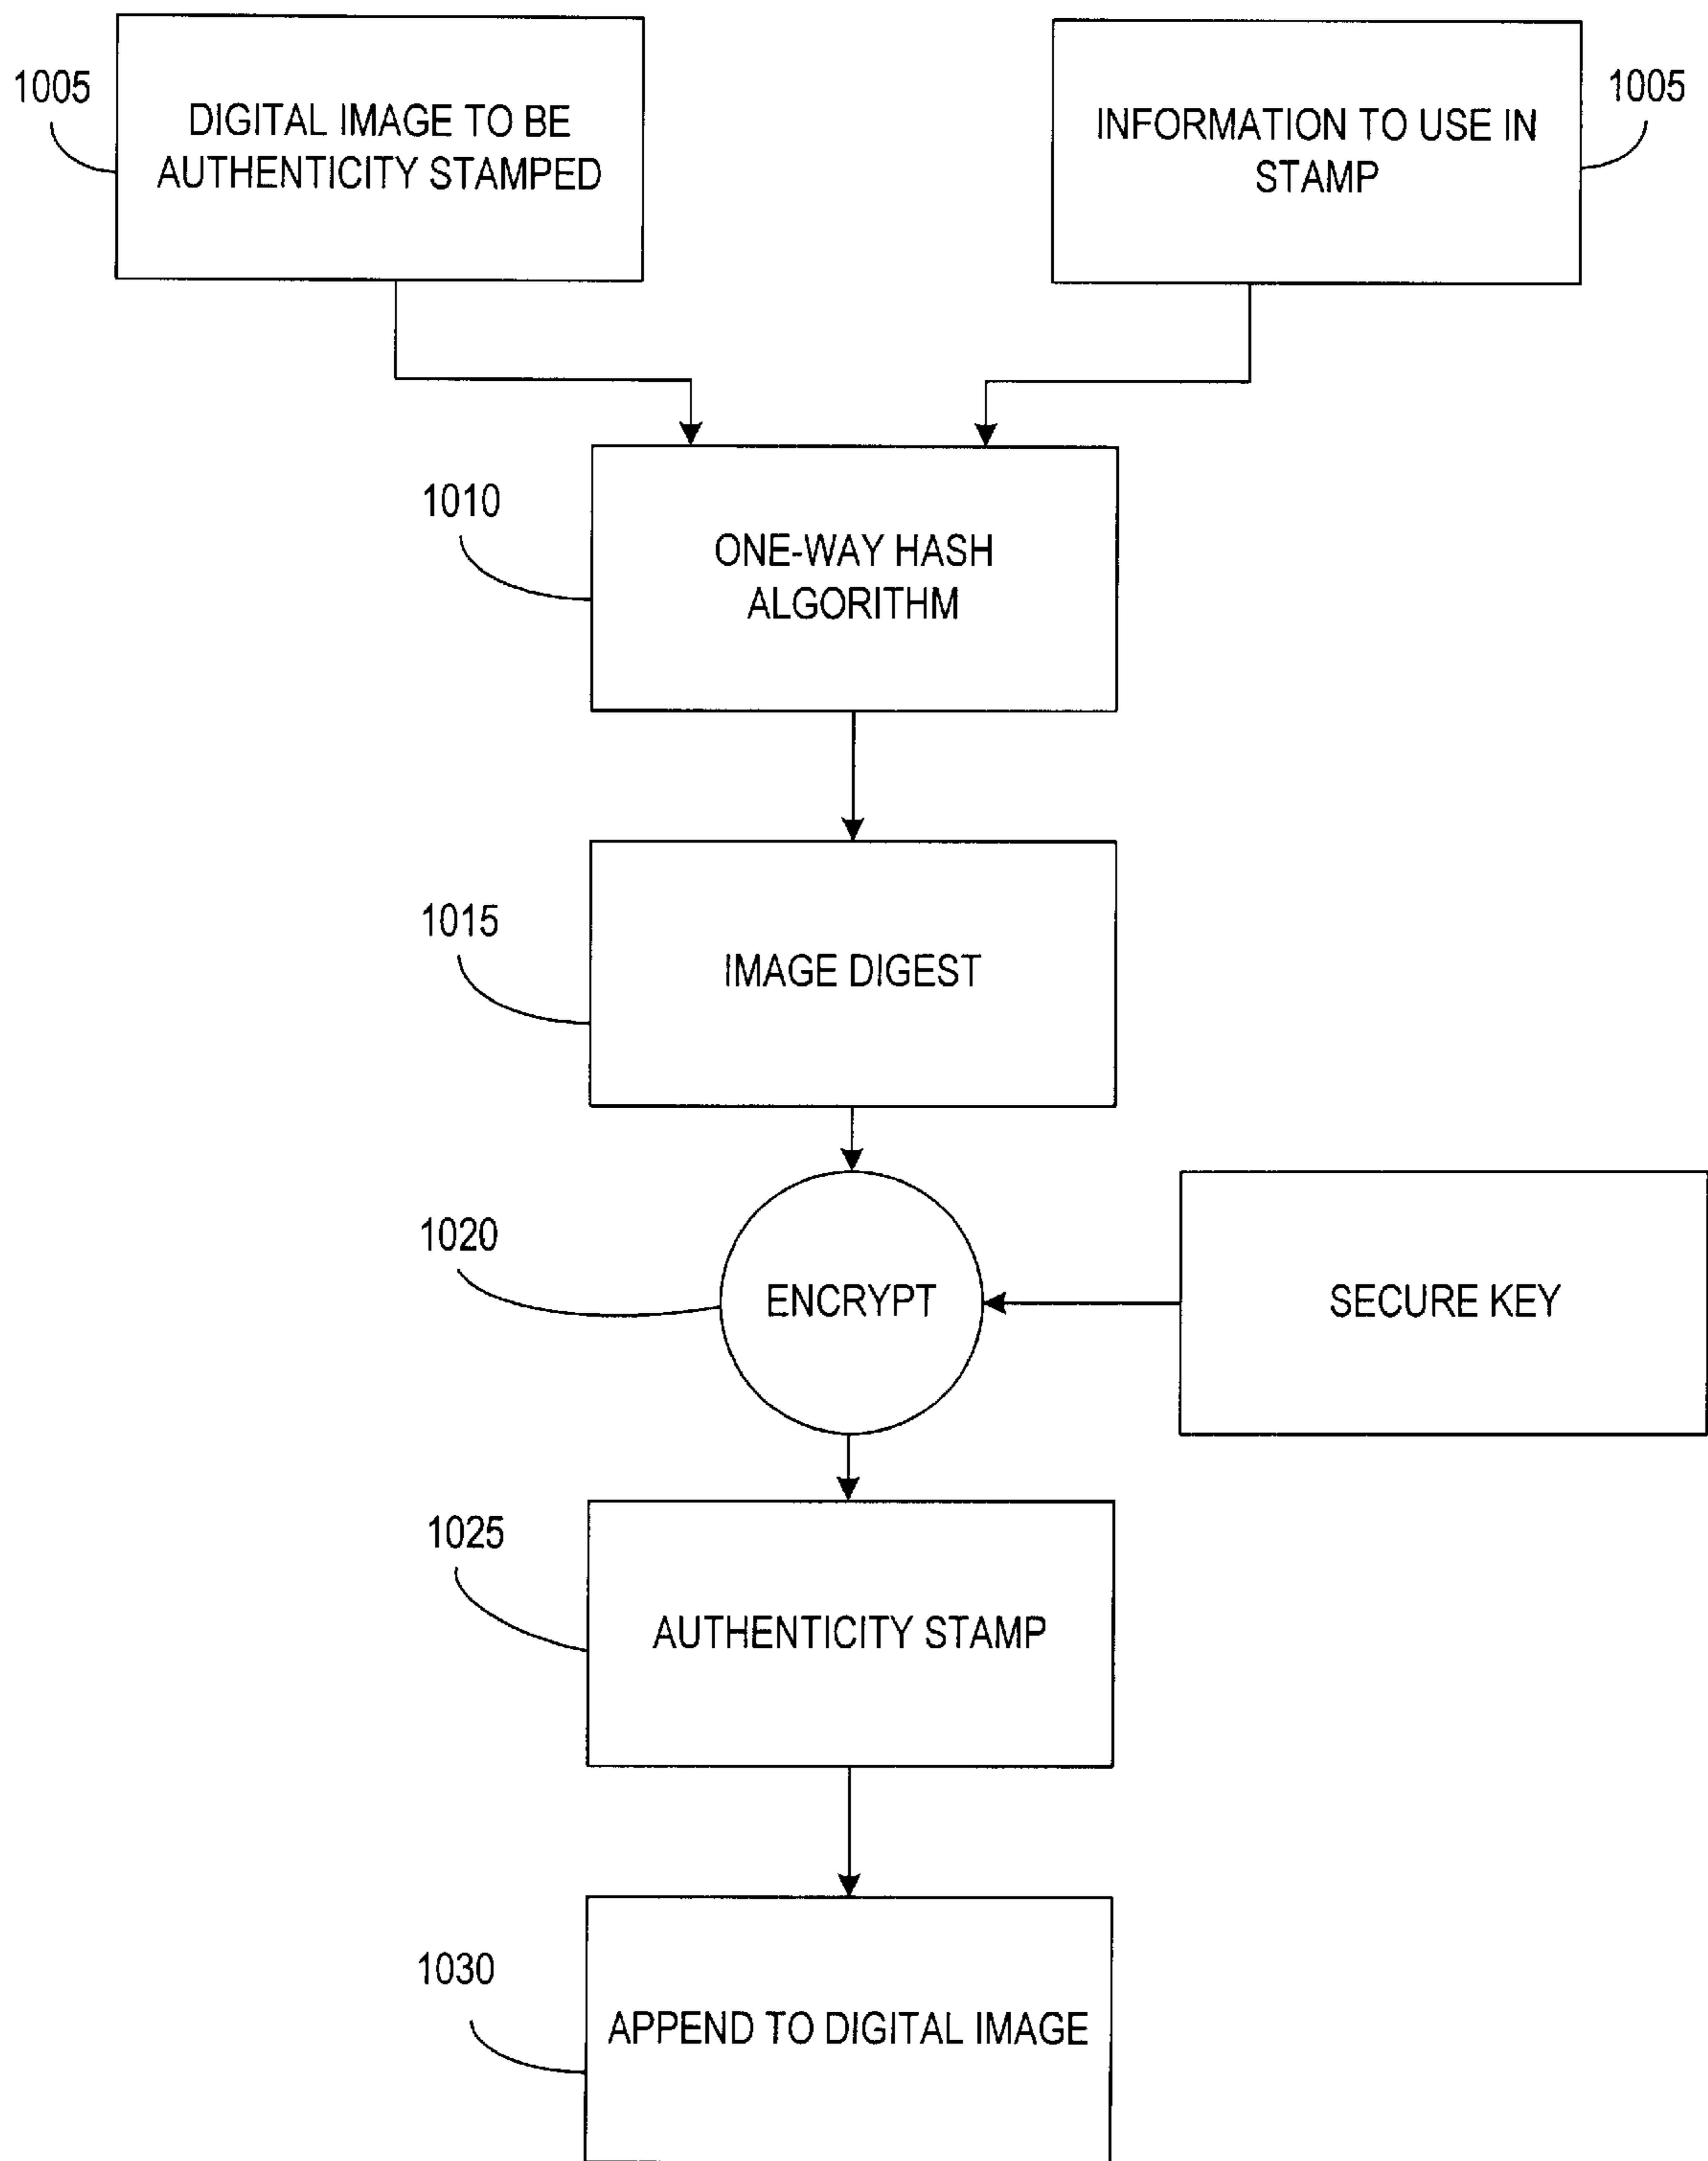 1005
DIGITAL IMAGE TO BE
AUTHENTICITY STAMPED
INFORMATION TO USE IN
STAMP
1005
1010
ONE-WAY HASH
ALGORITHM
1015
IMAGE DIGEST
1020
ENCRYPT
SECURE KEY
1025
AUTHENTICITY STAMP
1030
APPEND TO DIGITAL IMAGE